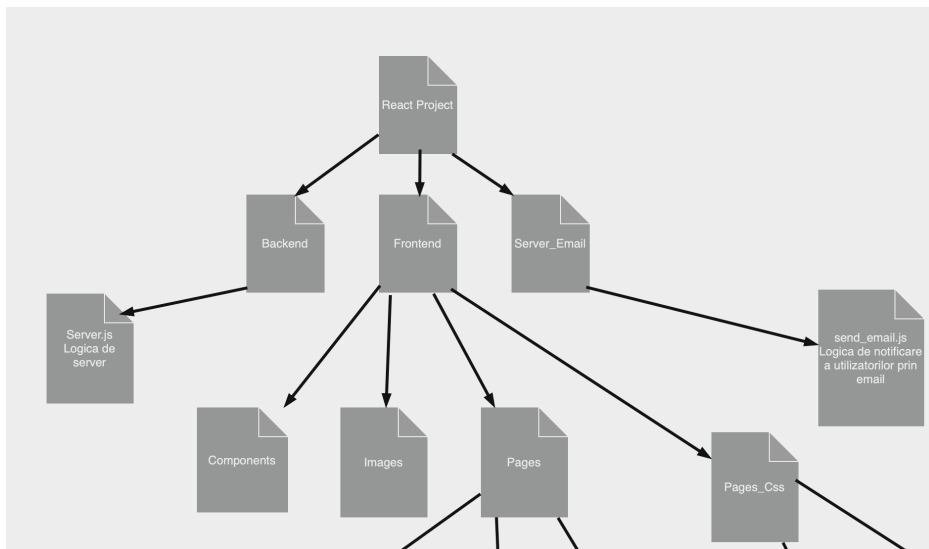 React Project
Backend
Frontend
Server_Email
Server.js
Logica de
server
send_email.js
Logica de notificare
a utilizatorilor prin
email
Components
Images
Pages
Pages_Css